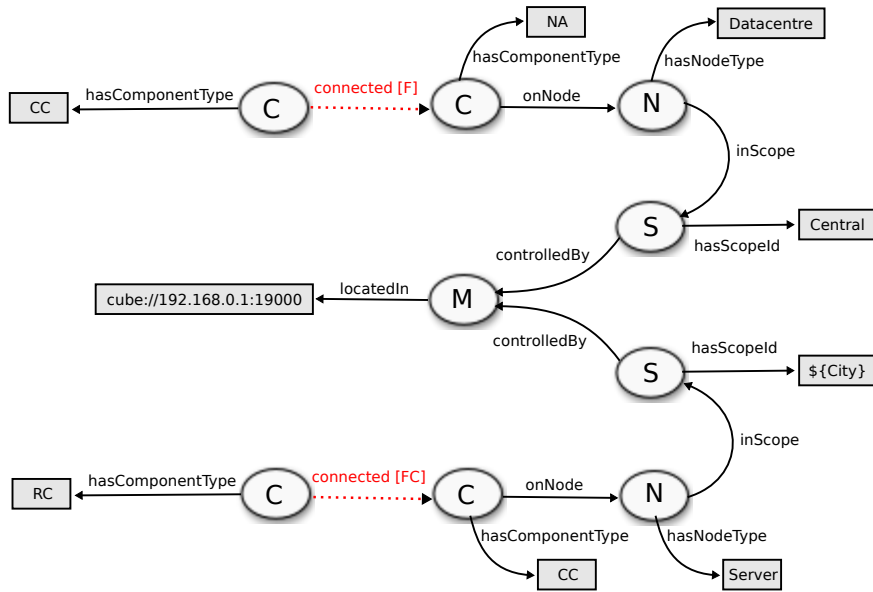 NA
Datacentre
hasComponentType
hasNodeType
connected [F]
hasComponentType
CC
C
C
onNode
N
inScope
S
Central
hasScopeId
controlledBy
locatedIn
M
cube://192.168.0.1:19000
controlledBy
hasScopeId
S
${City}
inScope
connected [FC]
hasComponentType
RC
C
C
onNode
N
hasComponentType
hasNodeType
CC
Server